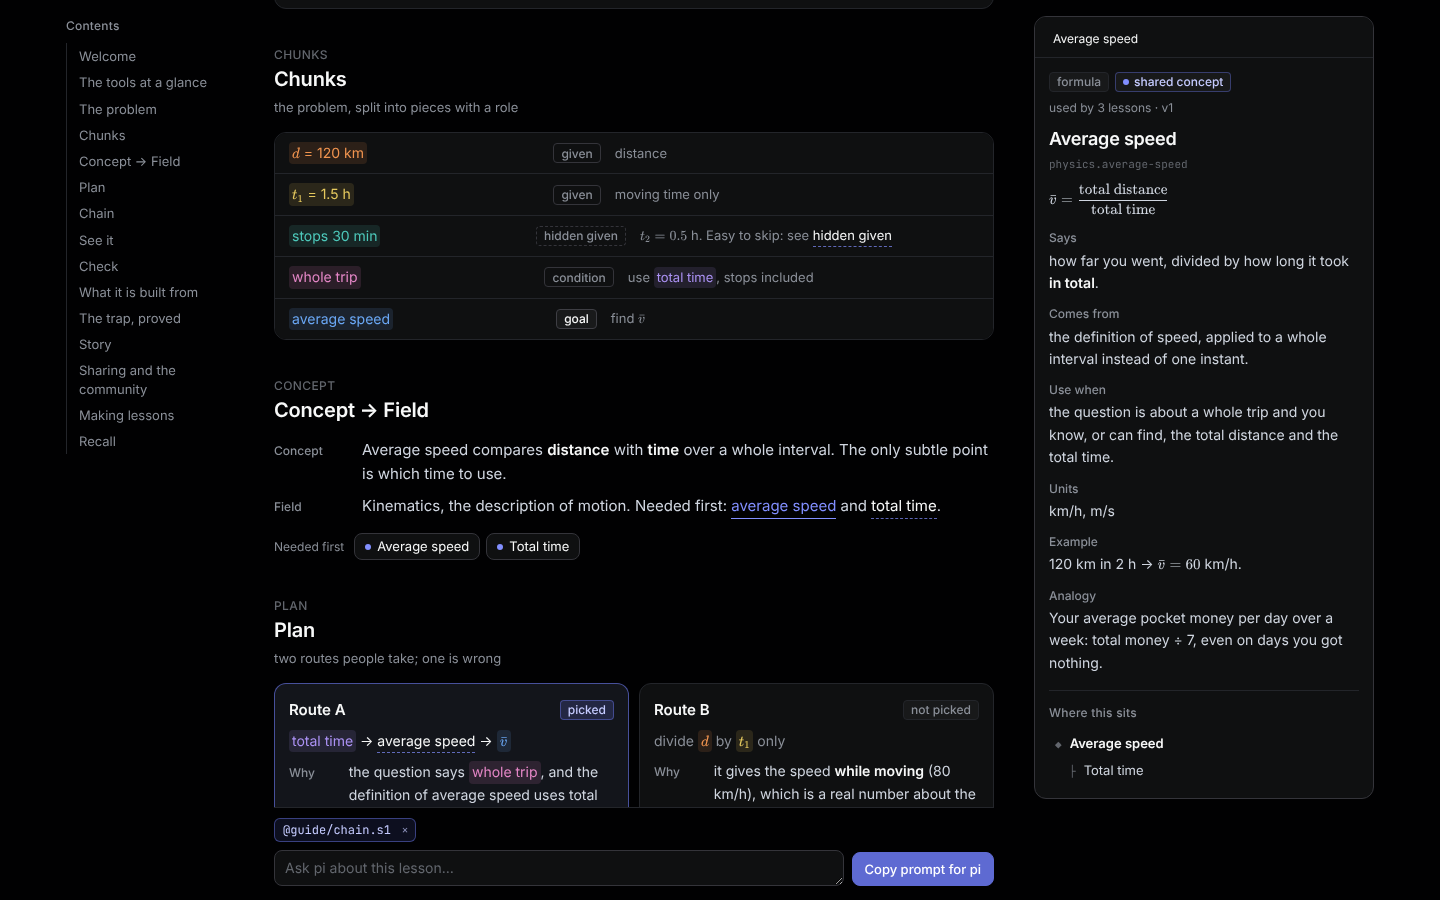 Contents
Welcome
The tools at a glance
The problem
Chunks
Concept → Field
Plan
Chain
See it
Check
What it is built from
The trap, proved
Story
Sharing and the
community
Making lessons
Recall
CHUNKS
Chunks
the problem, split into pieces with a role
d = 120 km given distance
t₁ = 1.5 h given moving time only
stops 30 min hidden given t₂ = 0.5 h. Easy to skip: see hidden given
whole trip condition use total time, stops included
average speed goal find v̄
CONCEPT
Concept → Field
Concept Average speed compares distance with time over a whole interval. The only subtle point
is which time to use.
Field Kinematics, the description of motion. Needed first: average speed and total time.
Needed first Average speed Total time
PLAN
Plan
two routes people take; one is wrong
Route A picked
total time → average speed → v̄
Why the question says whole trip, and the
definition of average speed uses total
Route B not picked
divide d by t₁ only
Why it gives the speed while moving (80
km/h), which is a real number about the
@guide/chain.s1 ×
Ask pi about this lesson...
Copy prompt for pi
Average speed
formula shared concept
used by 3 lessons · v1
Average speed
physics.average-speed
v̄ = total distance / total time
Says
how far you went, divided by how long it took
in total.
Comes from
the definition of speed, applied to a whole
interval instead of one instant.
Use when
the question is about a whole trip and you
know, or can find, the total distance and the
total time.
Units
km/h, m/s
Example
120 km in 2 h → v̄ = 60 km/h.
Analogy
Your average pocket money per day over a
week: total money ÷ 7, even on days you got
nothing.
Where this sits
◆ Average speed
├ Total time